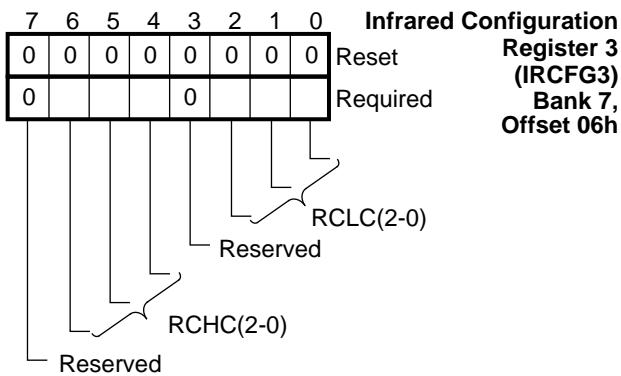 7 6 5 4 3 2 1 0
Infrared Configuration
Register 3
(IRCFG3)
Bank 7,
Offset 06h
0 0 0 0 0 0 0 0 Reset
0 0 Required
RCLC(2-0)
Reserved
RCHC(2-0)
Reserved